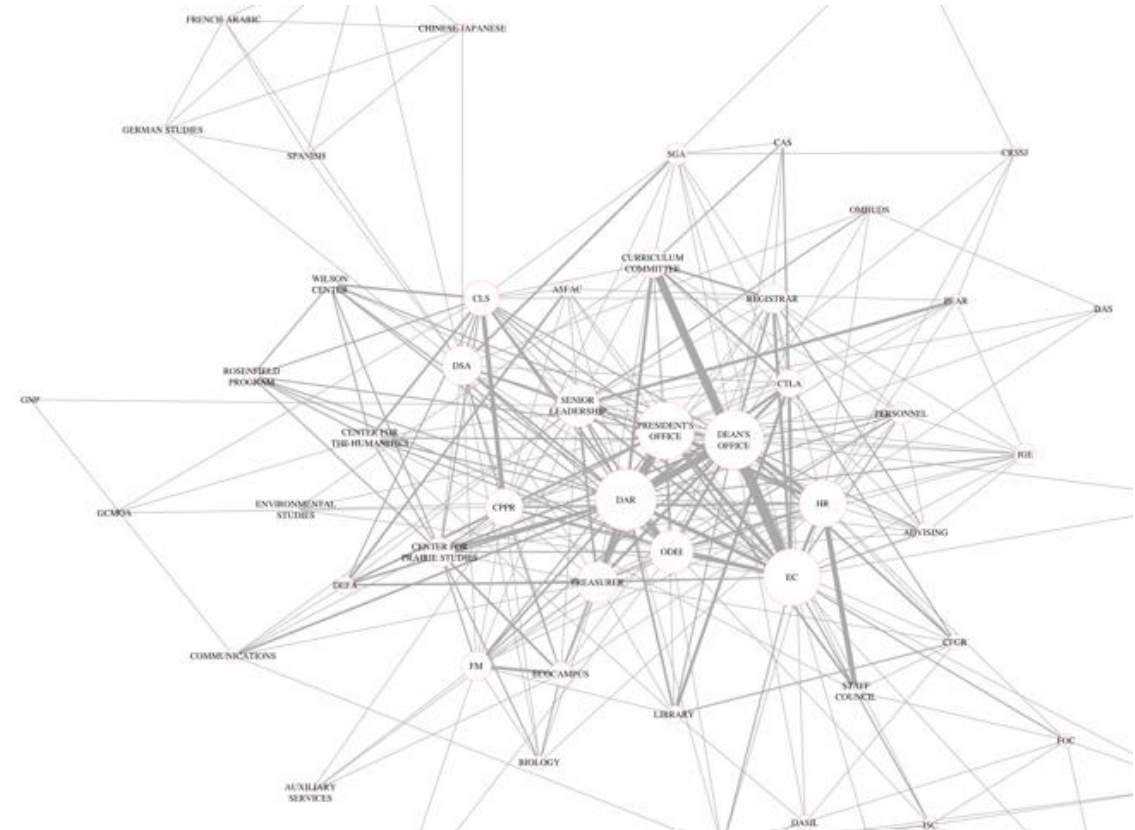 FRENCH ARABIC
CHINESE JAPANESE
GERMAN STUDIES
SPANISH
SGA
CAS
CRSSJ
OMBUDS
CURRICULUM
COMMITTEE
WILSON
CENTER
CLS
ASFAC
REGISTRAR
PEAR
DAS
DSA
ROSENFIELD
PROGRAM
CTLA
GNP
SENIOR
LEADERSHIP
PERSONNEL
PRESIDENT'S
OFFICE
DEAN'S
OFFICE
CENTER FOR
THE HUMANITIES
IGE
DAR
HR
CPPR
ENVIRONMENTAL
STUDIES
GCMOA
ADVISING
CENTER FOR
PRAIRIE STUDIES
ODEI
EC
TREASURER
DEFA
CFGR
COMMUNICATIONS
FM
ECOCAMPUS
STAFF
COUNCIL
LIBRARY
FOC
BIOLOGY
AUXILIARY
SERVICES
DASIL
ISC